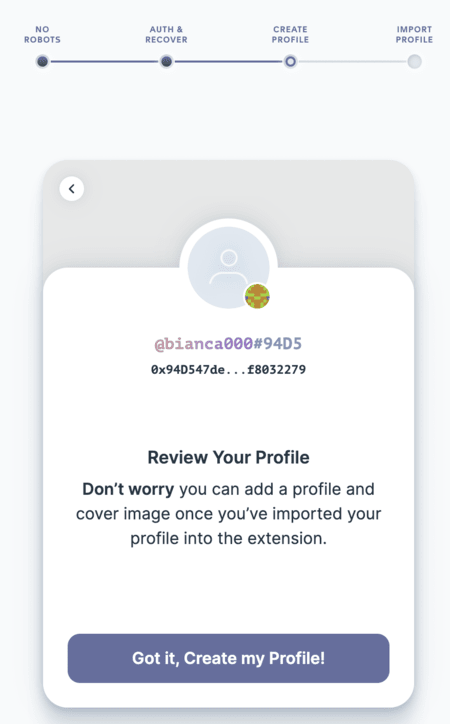 NO
ROBOTS
AUTH &
RECOVER
CREATE
PROFILE
IMPORT
PROFILE
@bianca000#94D5
0x94D547de...f8032279
Review Your Profile
Don’t worry you can add a profile and
cover image once you’ve imported your
profile into the extension.
Got it, Create my Profile!